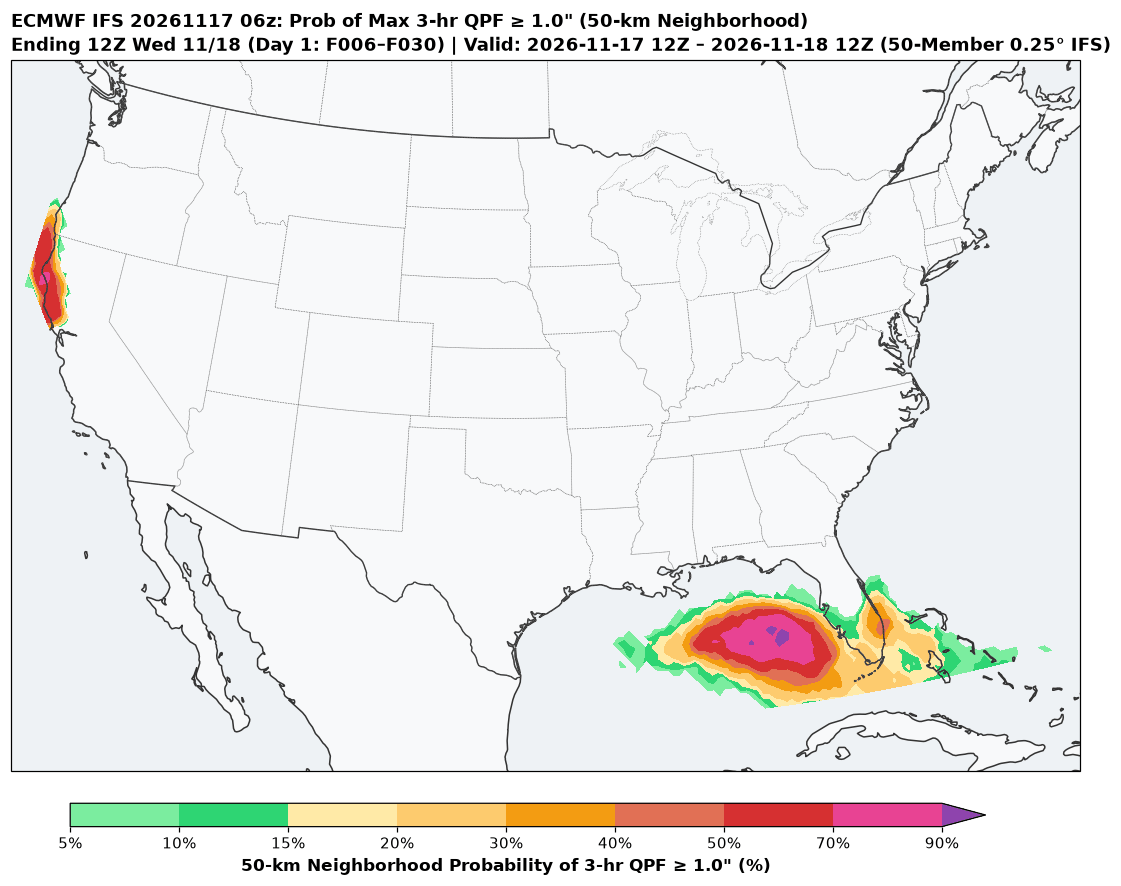 ECMWF IFS 20261117 06z: Prob of Max 3-hr QPF ≥ 1.0" (50-km Neighborhood)
Ending 12Z Wed 11/18 (Day 1: F006–F030) | Valid: 2026-11-17 12Z – 2026-11-18 12Z (50-Member 0.25° IFS)
5% 10% 15% 20% 30% 40% 50% 70% 90%
50-km Neighborhood Probability of 3-hr QPF ≥ 1.0" (%)